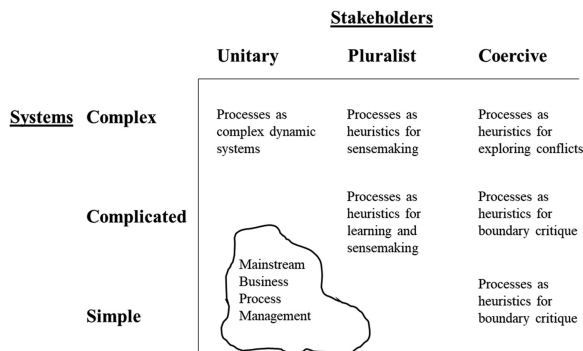 Stakeholders
Unitary Pluralist Coercive
Systems Complex
Processes as
complex dynamic
systems
Processes as
heuristics for
sensemaking
Processes as
heuristics for
exploring conflicts
Complicated
Processes as
heuristics for
learning and
sensemaking
Processes as
heuristics for
boundary critique
Simple
Mainstream
Business
Process
Management
Processes as
heuristics for
boundary critique